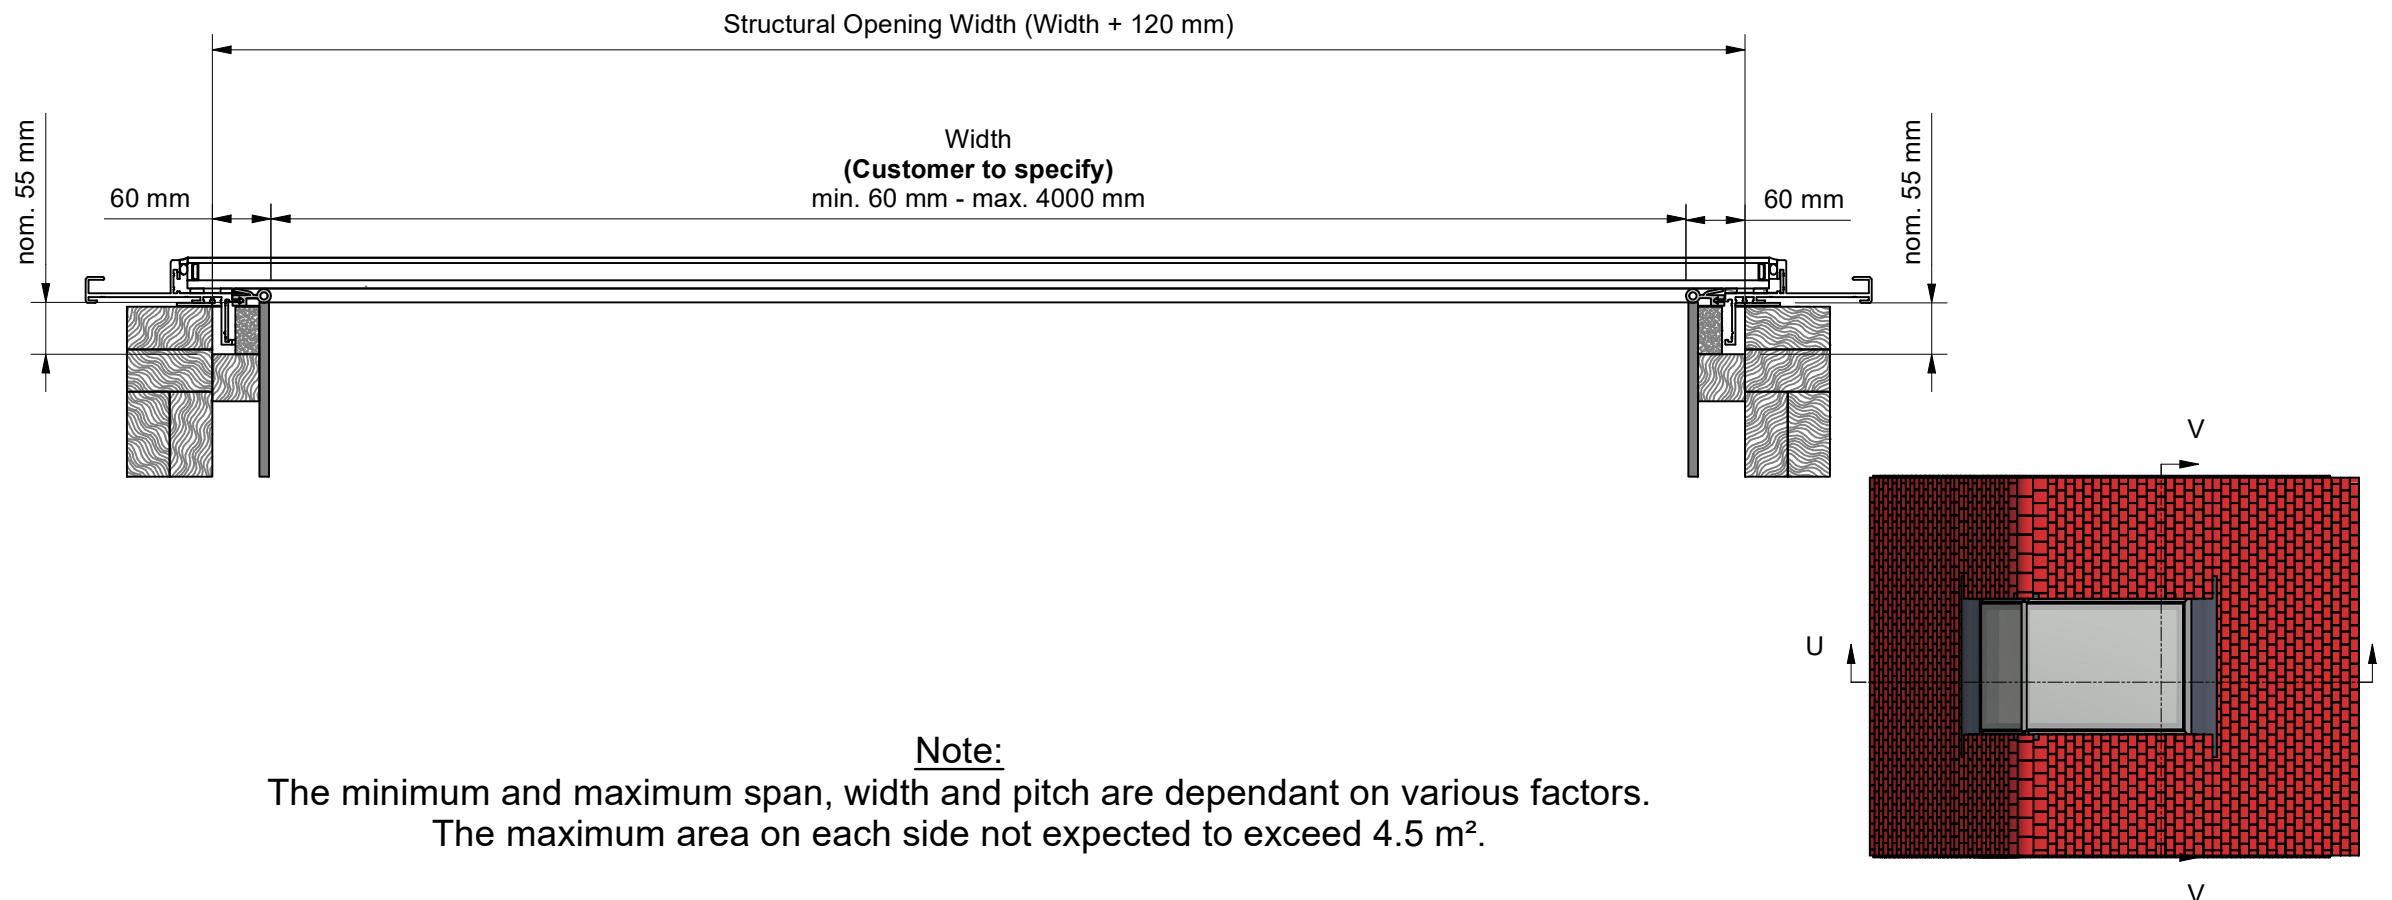 Structural Opening Width (Width + 120 mm)
Width
(Customer to specify)
min. 60 mm - max. 4000 mm
60 mm
60 mm
nom. 55 mm
nom. 55 mm
V
U
V
Note:
The minimum and maximum span, width and pitch are dependant on various factors.
The maximum area on each side not expected to exceed 4.5 m².